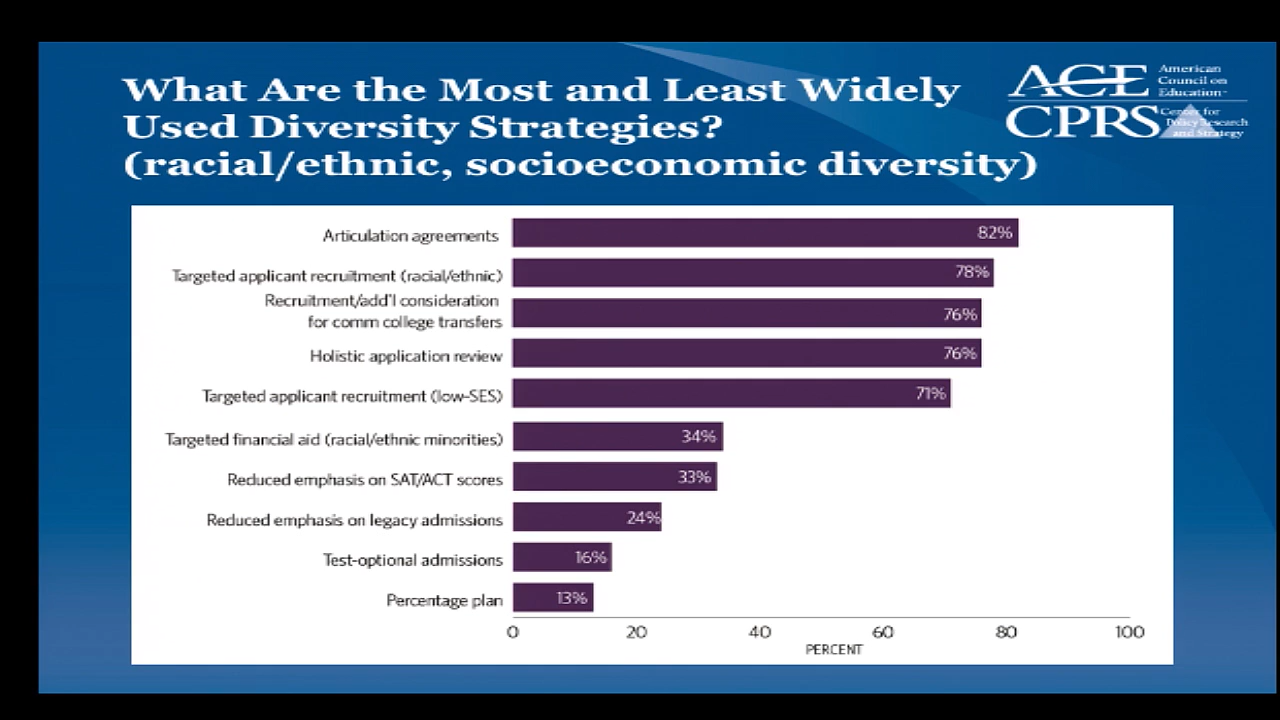 What Are the Most and Least Widely
Used Diversity Strategies?
(racial/ethnic, socioeconomic diversity)
ACE
American
Council on
Education
CPRS
Center for
Policy Research
and Strategy
Articulation agreements
82%
Targeted applicant recruitment (racial/ethnic)
78%
Recruitment/add'l consideration
for comm college transfers
76%
Holistic application review
76%
Targeted applicant recruitment (low-SES)
71%
Targeted financial aid (racial/ethnic minorities)
34%
Reduced emphasis on SAT/ACT scores
33%
Reduced emphasis on legacy admissions
24%
Test-optional admissions
16%
Percentage plan
13%
0 20 40 60 80 100
PERCENT